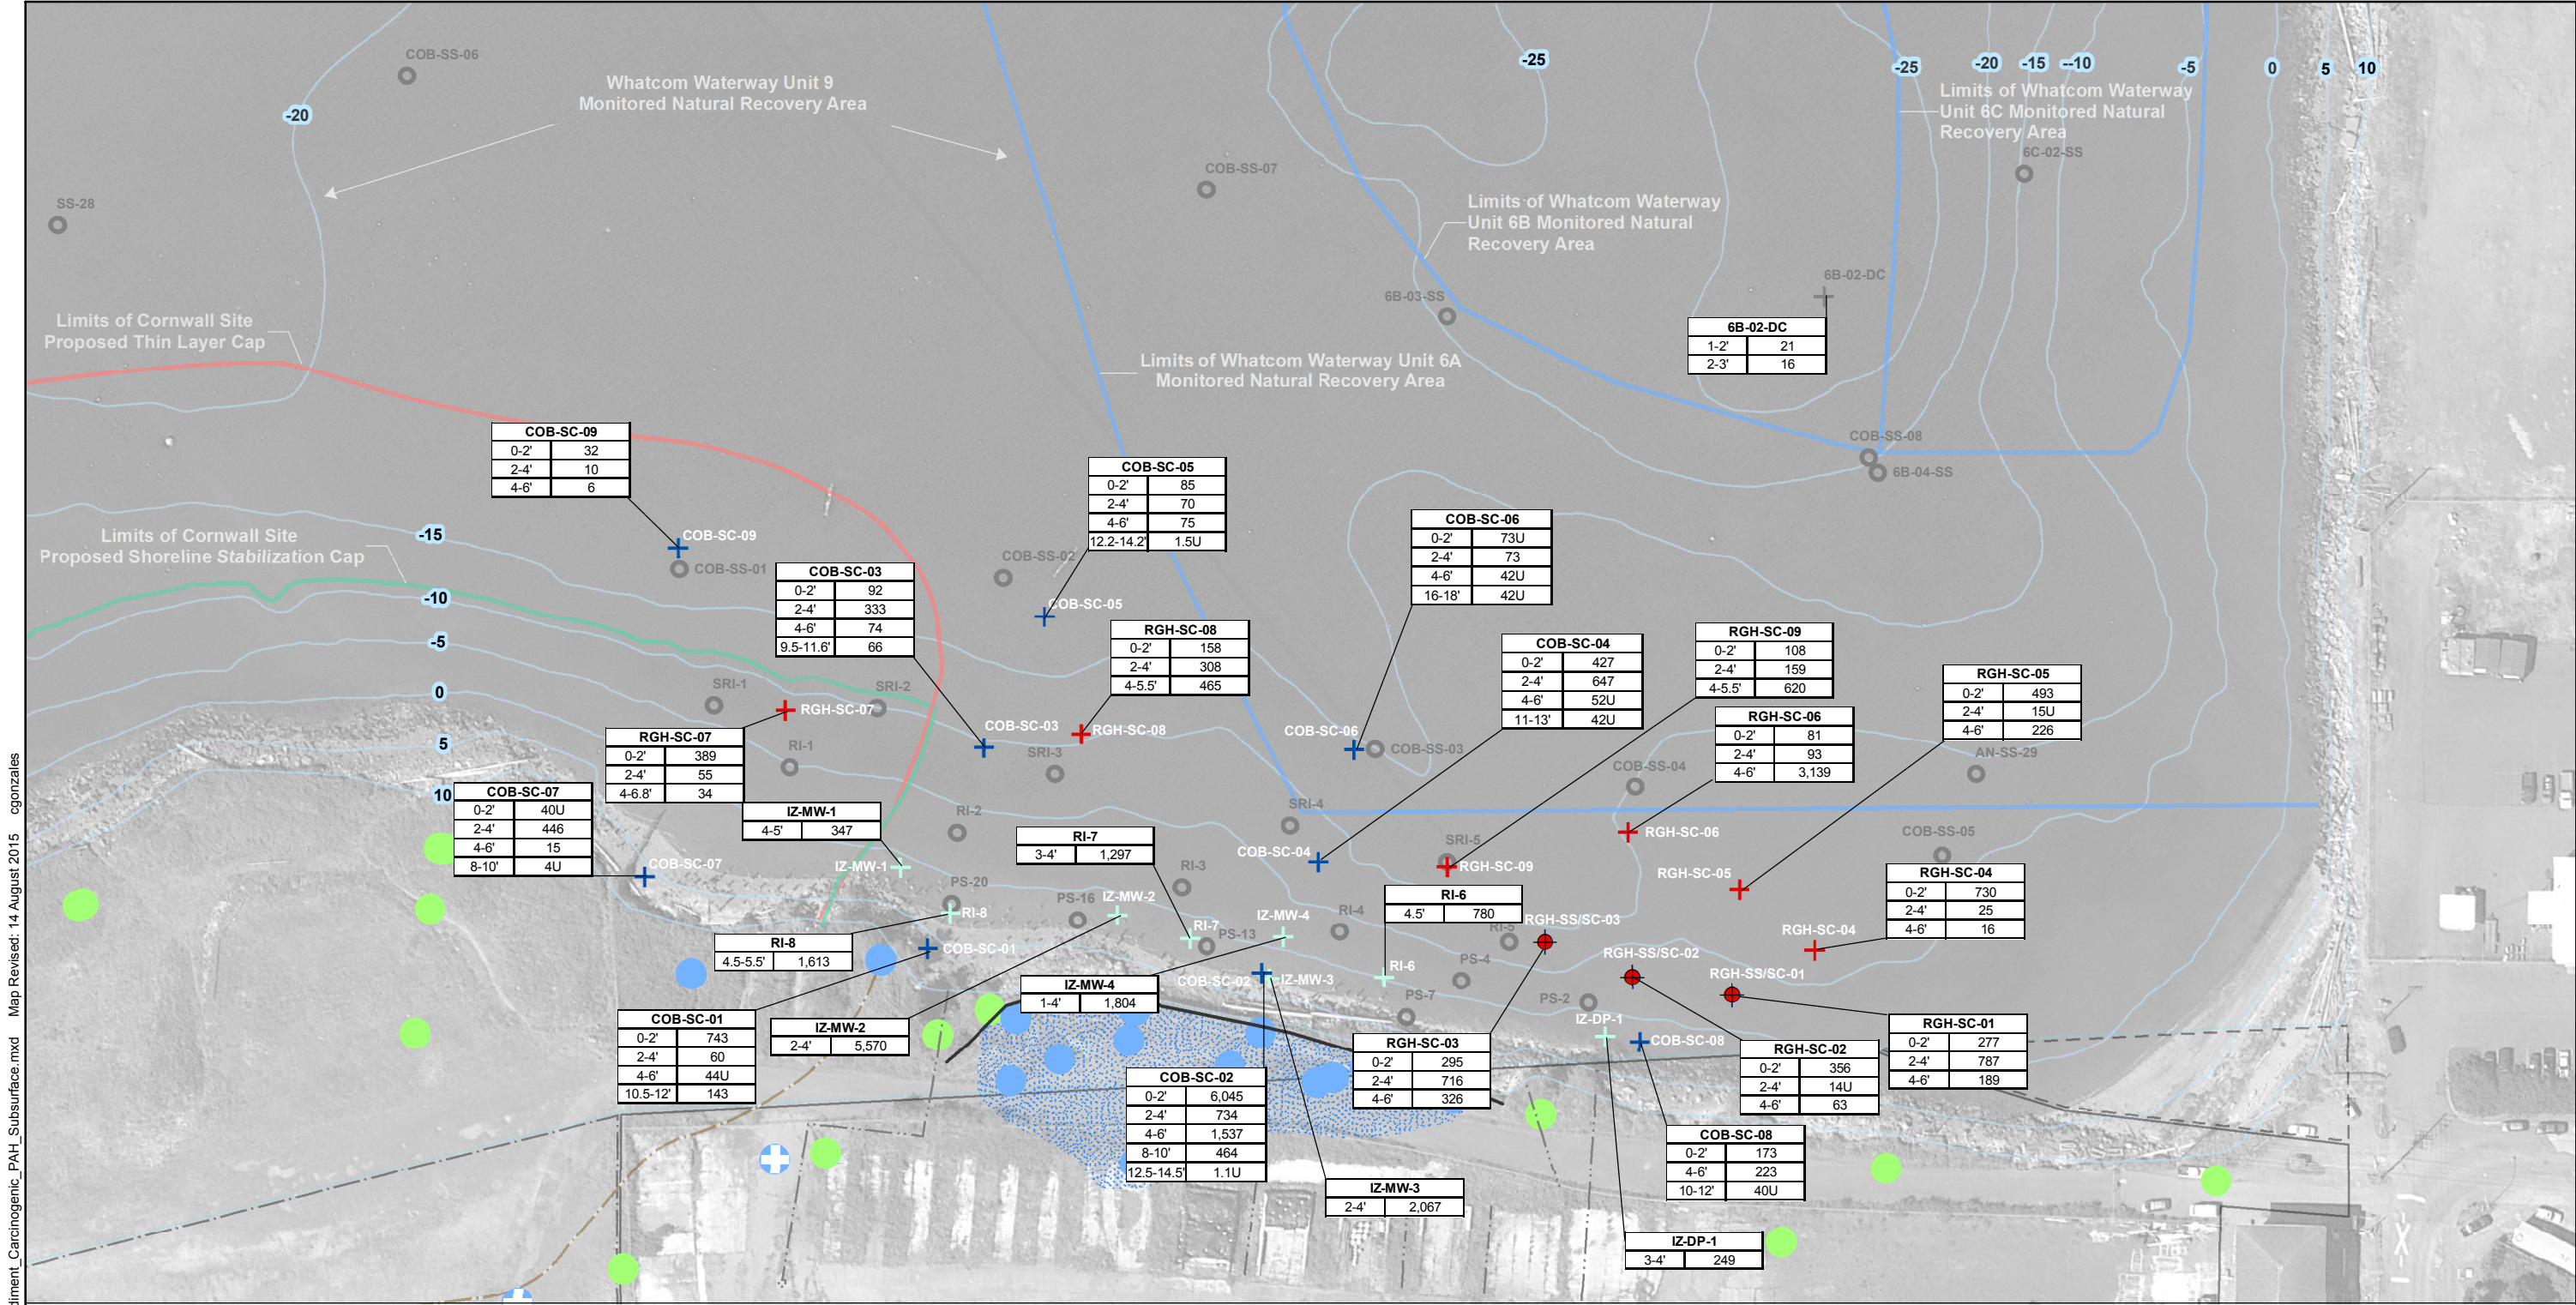 COB-SS-06
-20
Whatcom Waterway Unit 9
Monitored Natural Recovery Area
-25
-25
-20
-15
--10
-5
0
5
10
Limits of Whatcom Waterway
Unit 6C Monitored Natural
Recovery Area
6C-02-SS
COB-SS-07
SS-28
Limits of Whatcom Waterway
Unit 6B Monitored Natural
Recovery Area
6B-03-SS
6B-02-DC
6B-02-DC
1-2' 21
2-3' 16
Limits of Cornwall Site
Proposed Thin Layer Cap
Limits of Whatcom Waterway Unit 6A
Monitored Natural Recovery Area
COB-SS-08
6B-04-SS
COB-SC-09
0-2' 32
2-4' 10
4-6' 6
COB-SC-09
COB-SS-01
COB-SC-05
0-2' 85
2-4' 70
4-6' 75
12.2-14.2' 1.5U
COB-SS-02
COB-SC-05
COB-SC-06
0-2' 73U
2-4' 73
4-6' 42U
16-18' 42U
-15
Limits of Cornwall Site
Proposed Shoreline Stabilization Cap
-10
-5
0
5
10
COB-SC-03
0-2' 92
2-4' 333
4-6' 74
9.5-11.6' 66
RGH-SC-08
0-2' 158
2-4' 308
4-5.5' 465
COB-SC-04
0-2' 427
2-4' 647
4-6' 52U
11-13' 42U
RGH-SC-09
0-2' 108
2-4' 159
4-5.5' 620
RGH-SC-05
0-2' 493
2-4' 15U
4-6' 226
RGH-SC-06
0-2' 81
2-4' 93
4-6' 3,139
SRI-1
SRI-2
RGH-SC-07
COB-SC-03
RGH-SC-08
SRI-3
COB-SC-06
COB-SS-03
COB-SS-04
AN-SS-29
RGH-SC-07
0-2' 389
2-4' 55
4-6.8' 34
RI-1
COB-SC-07
0-2' 40U
2-4' 446
4-6' 15
8-10' 4U
COB-SC-07
IZ-MW-1
4-5' 347
IZ-MW-1
RI-2
RI-7
3-4' 1,297
RI-3
SRI-4
COB-SC-04
SRI-5
RGH-SC-09
RGH-SC-06
COB-SS-05
RGH-SC-05
RGH-SC-04
0-2' 730
2-4' 25
4-6' 16
RGH-SC-04
PS-20
RI-8
PS-16
IZ-MW-2
RI-7
PS-13
IZ-MW-4
RI-4
RI-6
4.5' 780
RI-5
RGH-SS/SC-03
RGH-SS/SC-02
RGH-SS/SC-01
RI-8
4.5-5.5' 1,613
COB-SC-01
COB-SC-02
IZ-MW-3
RI-6
PS-4
PS-7
PS-2
IZ-DP-1
COB-SC-08
IZ-MW-4
1-4' 1,804
COB-SC-01
0-2' 743
2-4' 60
4-6' 44U
10.5-12' 143
IZ-MW-2
2-4' 5,570
COB-SC-02
0-2' 6,045
2-4' 734
4-6' 1,537
8-10' 464
12.5-14.5' 1.1U
RGH-SC-03
0-2' 295
2-4' 716
4-6' 326
RGH-SC-02
0-2' 356
2-4' 14U
4-6' 63
RGH-SC-01
0-2' 277
2-4' 787
4-6' 189
COB-SC-08
0-2' 173
4-6' 223
10-12' 40U
IZ-MW-3
2-4' 2,067
IZ-DP-1
3-4' 249
diment_Carcinogenic_PAH_Subsurface.mxd Map Revised: 14 August 2015 cgonzales